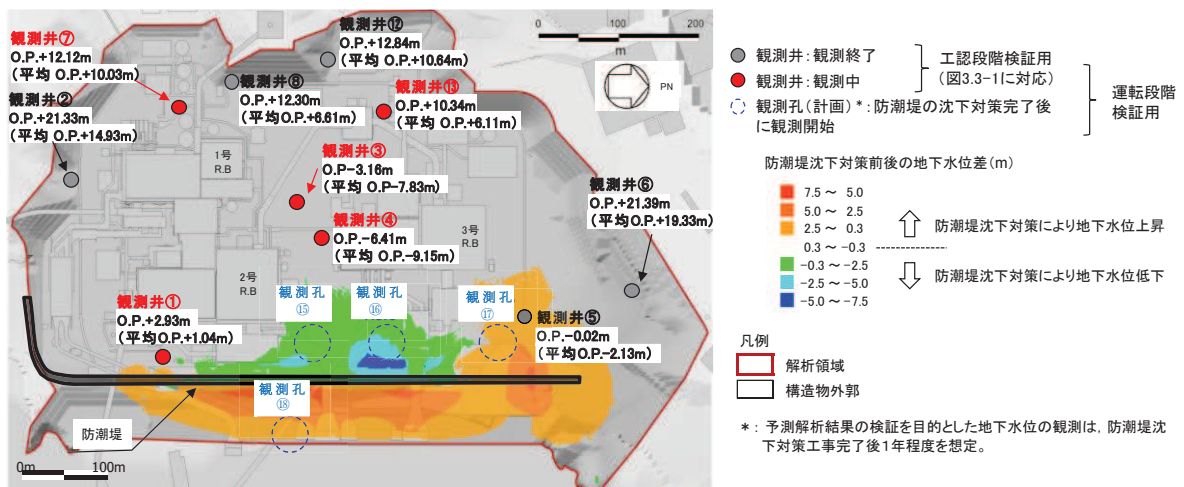 観測井⑦
O.P.+12.12m
(平均 O.P.+10.03m)
観測井②
O.P.+21.33m
(平均 O.P.+14.93m)
観測井⑫
O.P.+12.84m
(平均 O.P.+10.64m)
観測井⑧
O.P.+12.30m
(平均O.P.+6.61m)
観測井⑬
O.P.+10.34m
(平均 O.P.+6.11m)
0 100 200
m
PN
1号
R.B
観測井③
O.P-3.16m
(平均 O.P-7.83m)
観測井④
O.P.-6.41m
(平均 O.P.-9.15m)
3号
R.B
観測井⑥
O.P.+21.39m
(平均O.P.+19.33m)
2号
R.B
観測井①
O.P.+2.93m
(平均O.P.+1.04m)
観測孔
⑮
観測孔
⑯
観測孔
⑰
観測井⑤
O.P.-0.02m
(平均 O.P.-2.13m)
観測孔
⑱
防潮堤
0m 100m
観測井:観測終了
観測井:観測中
工認段階検証用
(図3.3-1に対応)
観測孔(計画)*:防潮堤の沈下対策完了後
に観測開始
運転段階
検証用
防潮堤沈下対策前後の地下水位差(m)
7.5 ~ 5.0
5.0 ~ 2.5
2.5 ~ 0.3
0.3 ~ -0.3
-0.3 ~ -2.5
-2.5 ~ -5.0
-5.0 ~ -7.5
防潮堤沈下対策により地下水位上昇
防潮堤沈下対策により地下水位低下
凡例
解析領域
構造物外郭
*: 予測解析結果の検証を目的とした地下水位の観測は,防潮堤沈
下対策工事完了後1年程度を想定。